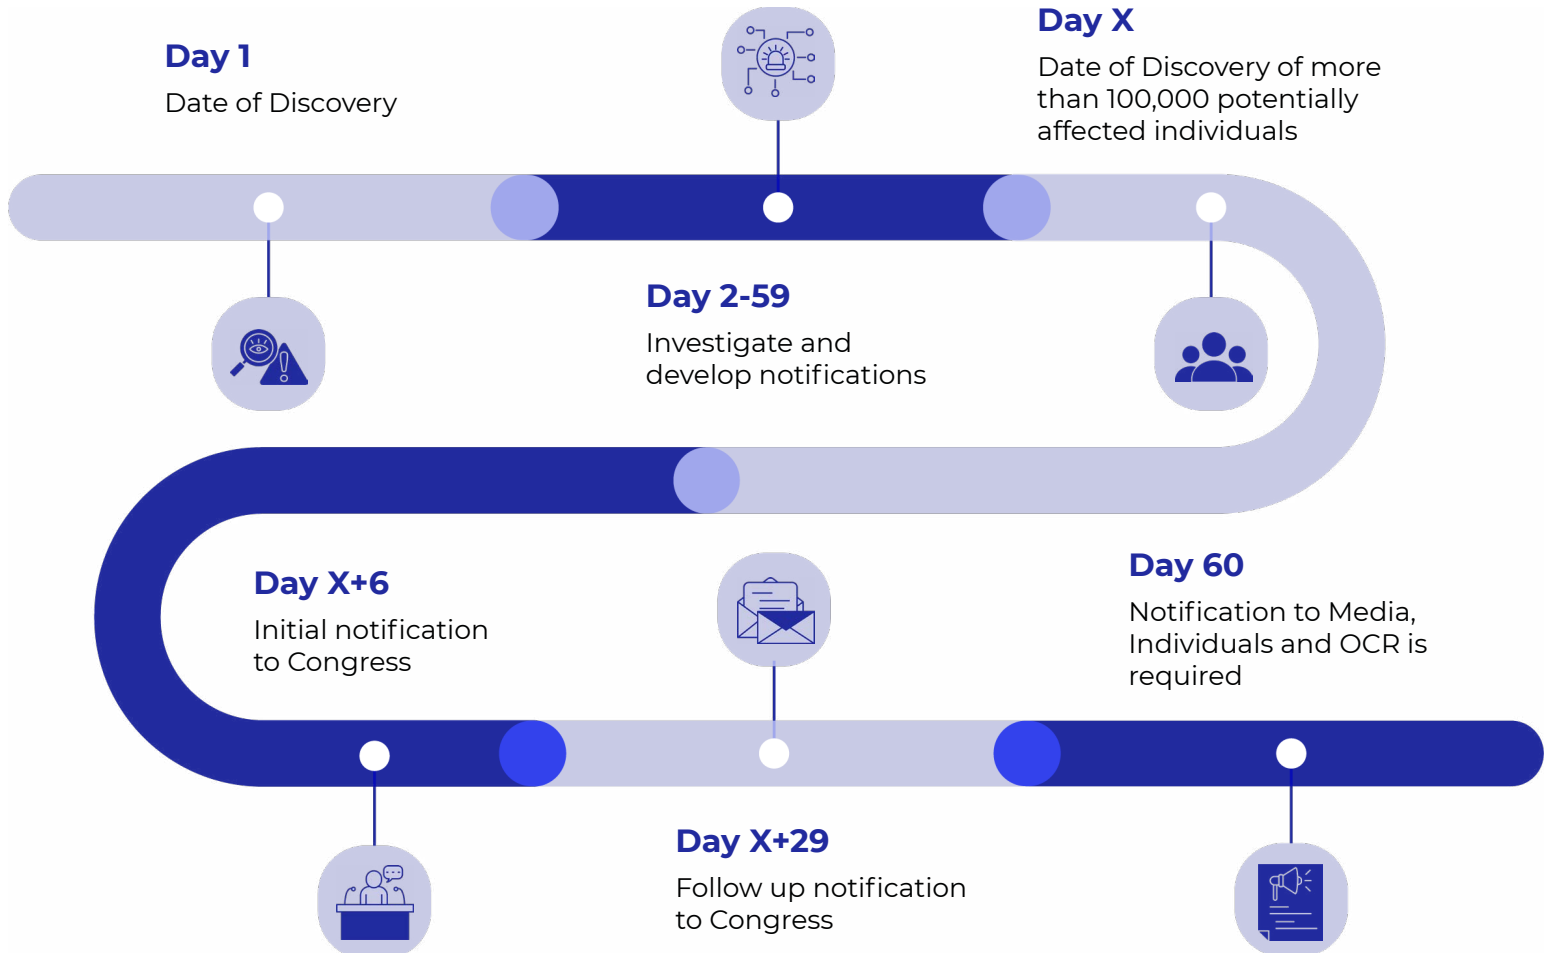 Day 1
Date of Discovery
Day 2-59
Investigate and
develop notifications
Day X
Date of Discovery of more
than 100,000 potentially
affected individuals
Day X+6
Initial notification
to Congress
Day X+29
Follow up notification
to Congress
Day 60
Notification to Media,
Individuals and OCR is
required